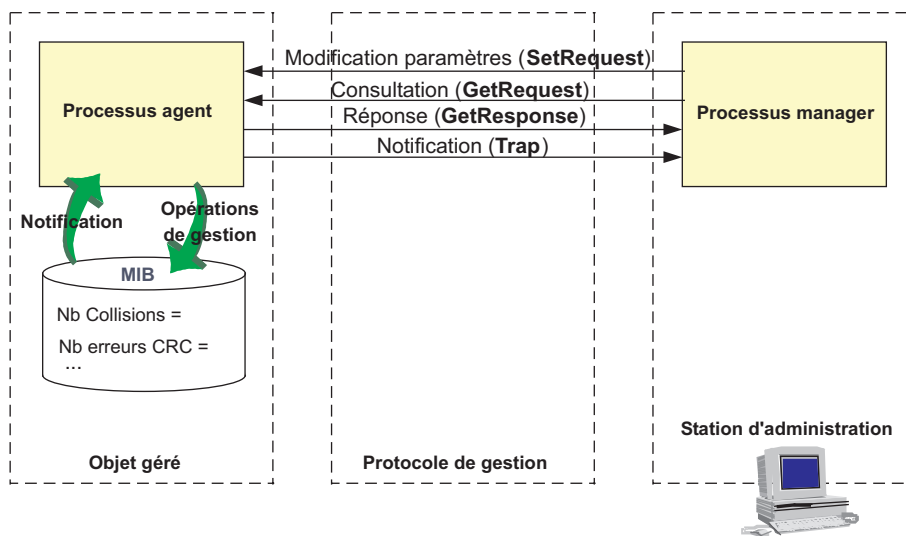 Modification paramètres (SetRequest)
Consultation (GetRequest)
Réponse (GetResponse)
Notification (Trap)
Processus agent
Processus manager
Notification
Opérations
de gestion
MIB
Nb Collisions =
Nb erreurs CRC =
...
Objet géré
Protocole de gestion
Station d'administration